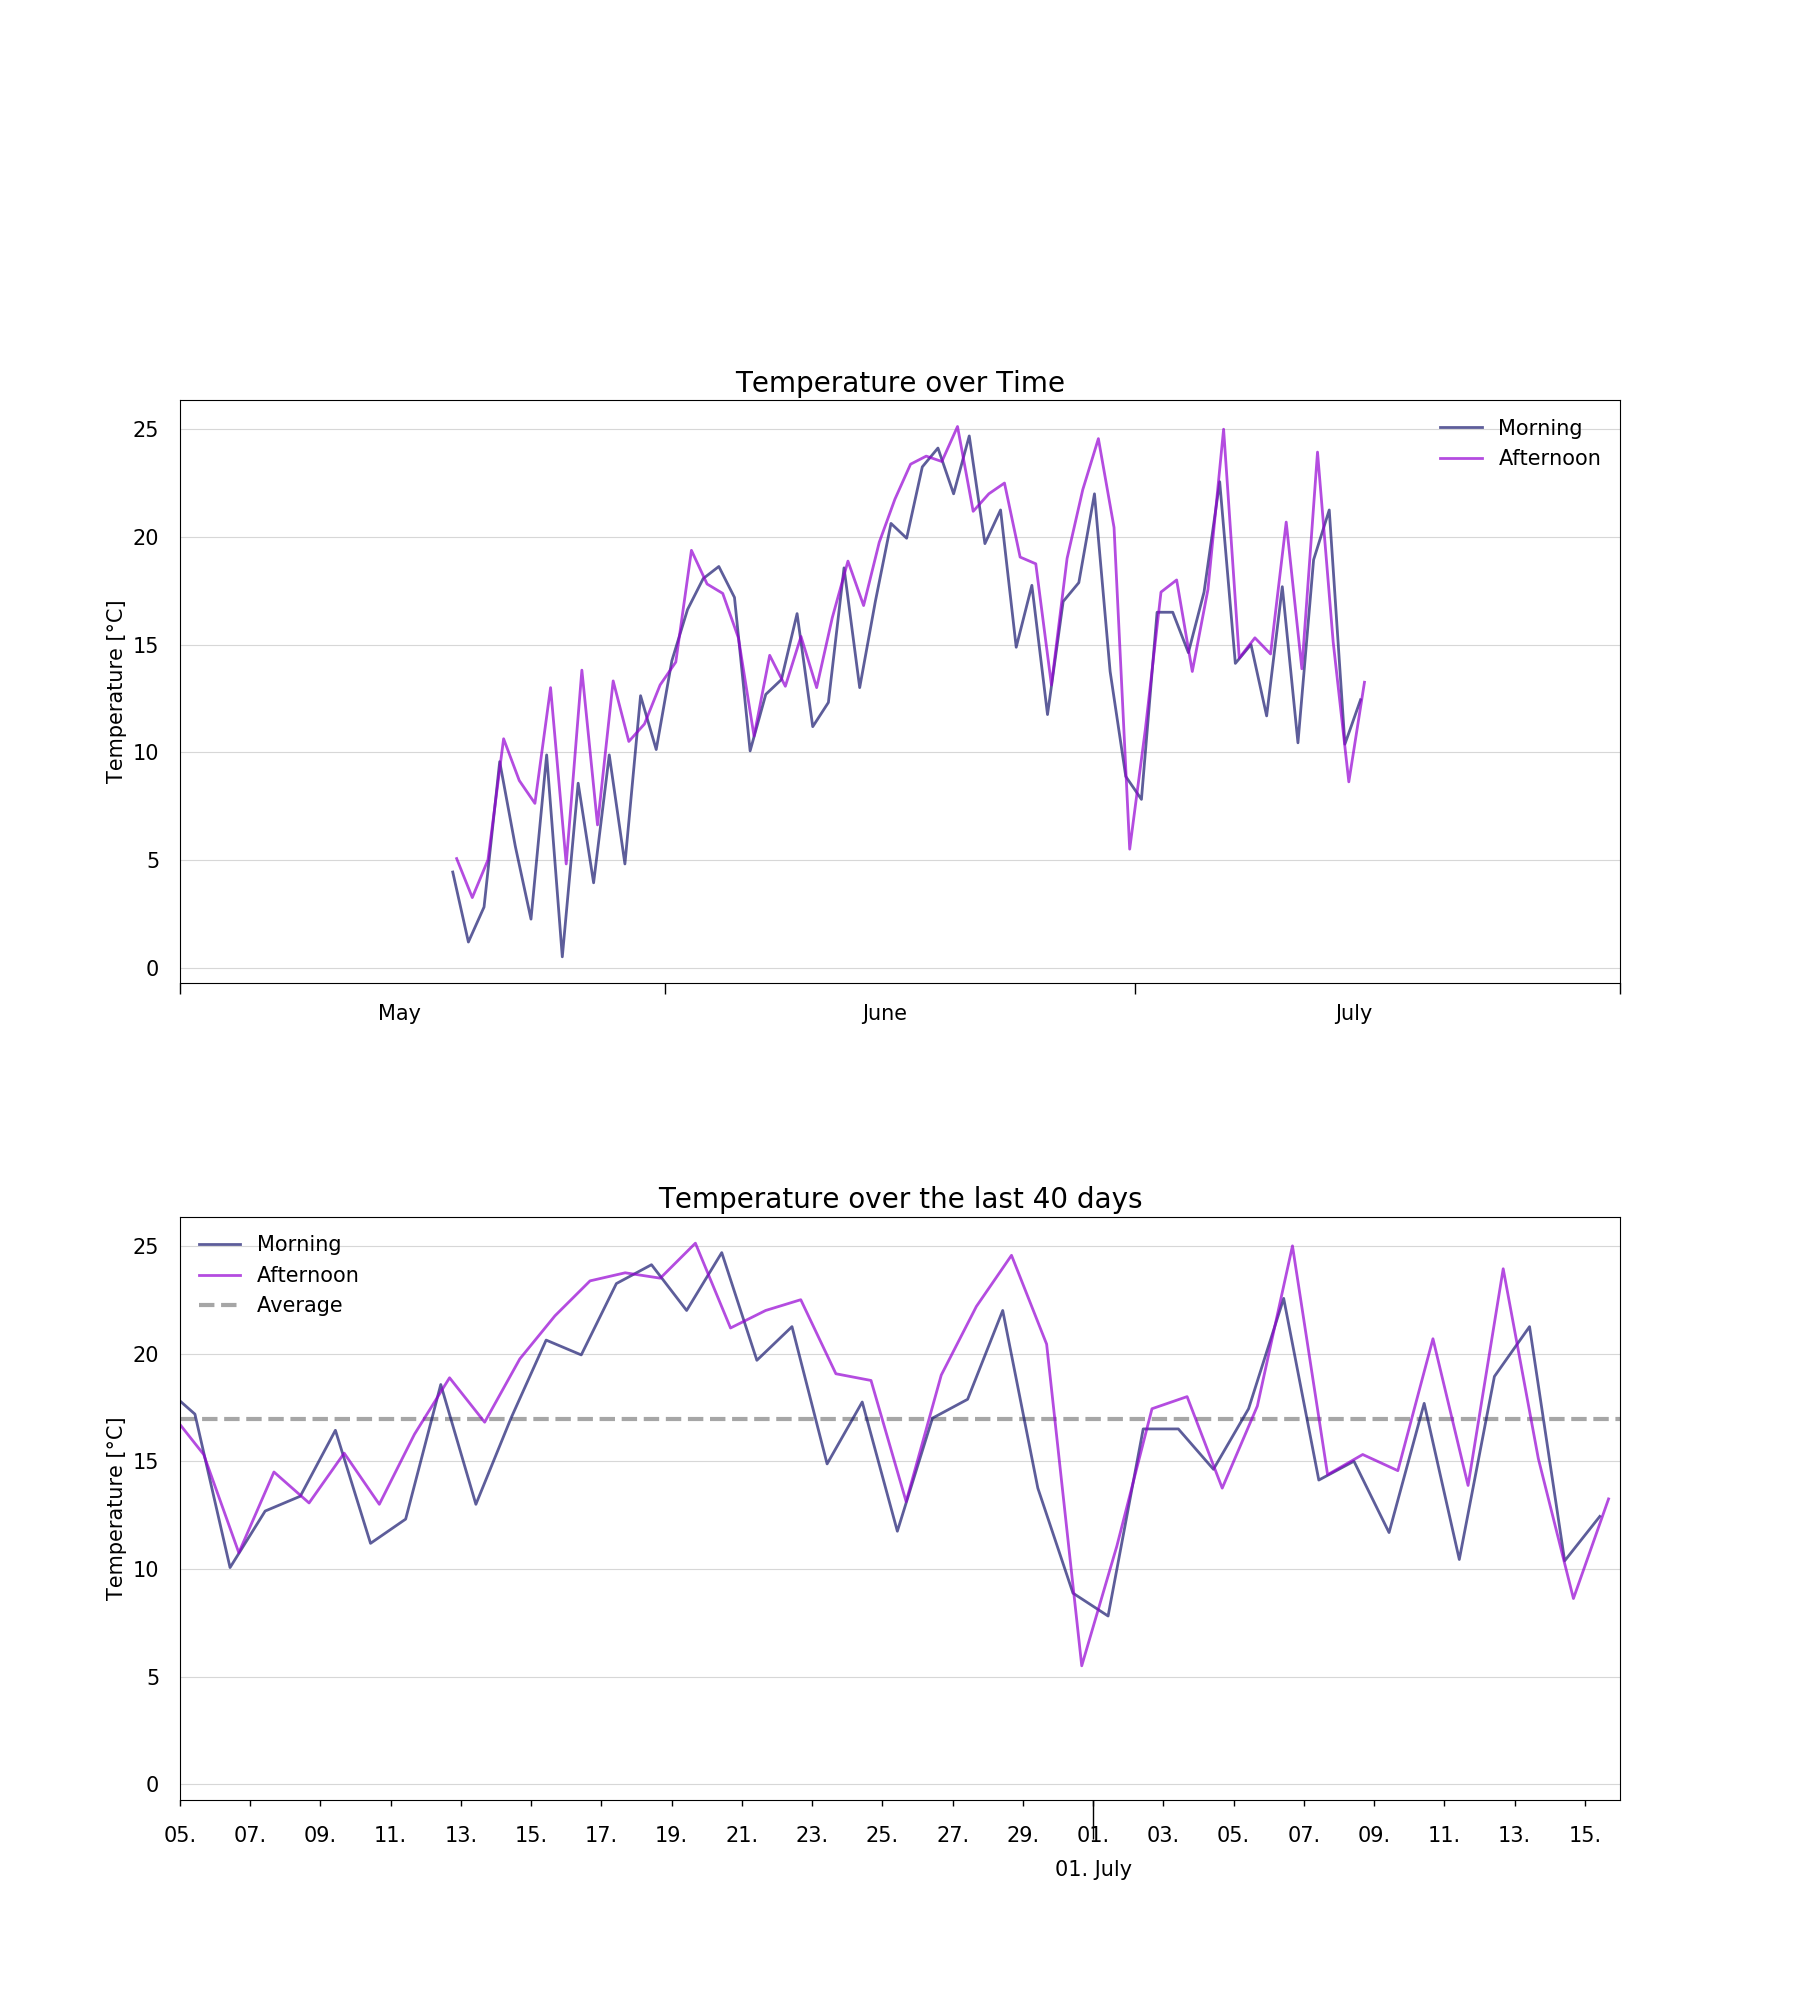 Temperature over Time
Temperature [°C]
25
20
15
10
5
0
Morning
Afternoon
May June July
Temperature over the last 40 days
Temperature [°C]
25
20
15
10
5
0
Morning
Afternoon
Average
05. 07. 09. 11. 13. 15. 17. 19. 21. 23. 25. 27. 29. 01. 03. 05. 07. 09. 11. 13. 15.
01. July